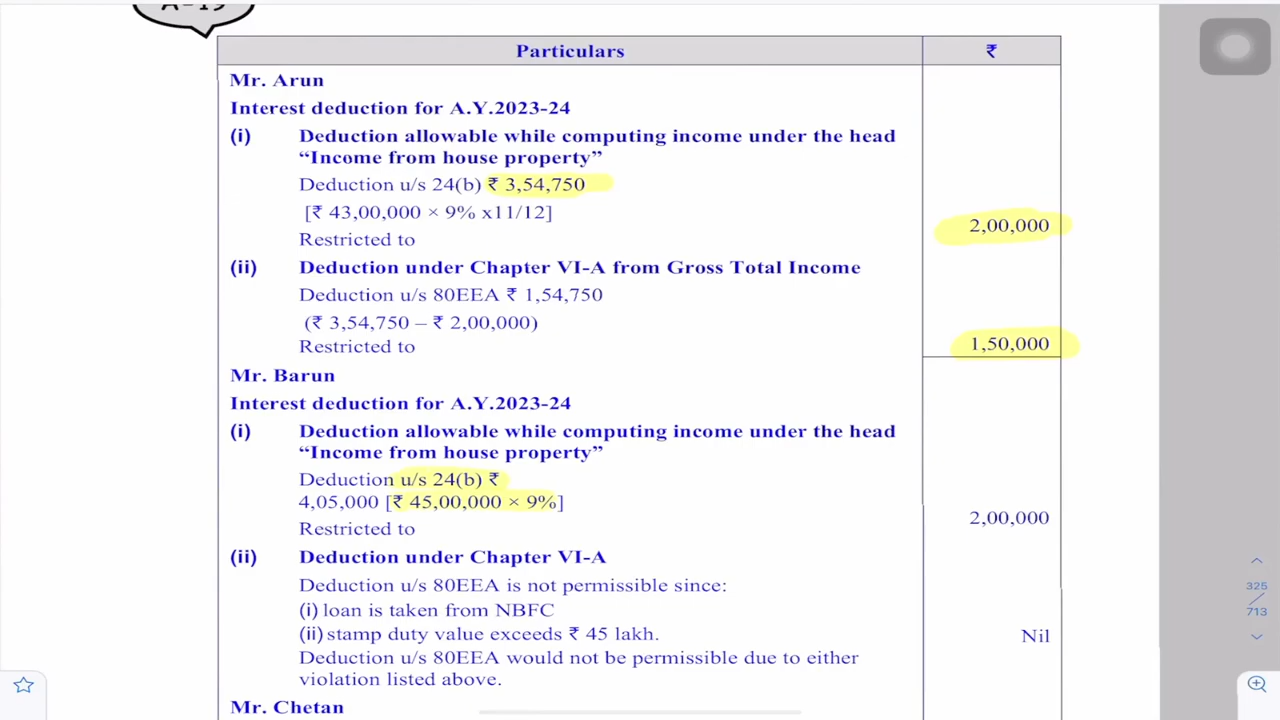 A-19
Particulars ₹
Mr. Arun
Interest deduction for A.Y.2023-24
(i) Deduction allowable while computing income under the head
“Income from house property”
Deduction u/s 24(b) ₹ 3,54,750
[₹ 43,00,000 × 9% x11/12]
2,00,000
Restricted to
(ii) Deduction under Chapter VI-A from Gross Total Income
Deduction u/s 80EEA ₹ 1,54,750
(₹ 3,54,750 – ₹ 2,00,000)
Restricted to 1,50,000
Mr. Barun
Interest deduction for A.Y.2023-24
(i) Deduction allowable while computing income under the head
“Income from house property”
Deduction u/s 24(b) ₹
4,05,000 [₹ 45,00,000 × 9%]
2,00,000
Restricted to
(ii) Deduction under Chapter VI-A
Deduction u/s 80EEA is not permissible since:
(i) loan is taken from NBFC
(ii) stamp duty value exceeds ₹ 45 lakh. Nil
Deduction u/s 80EEA would not be permissible due to either
violation listed above.
Mr. Chetan
325
713